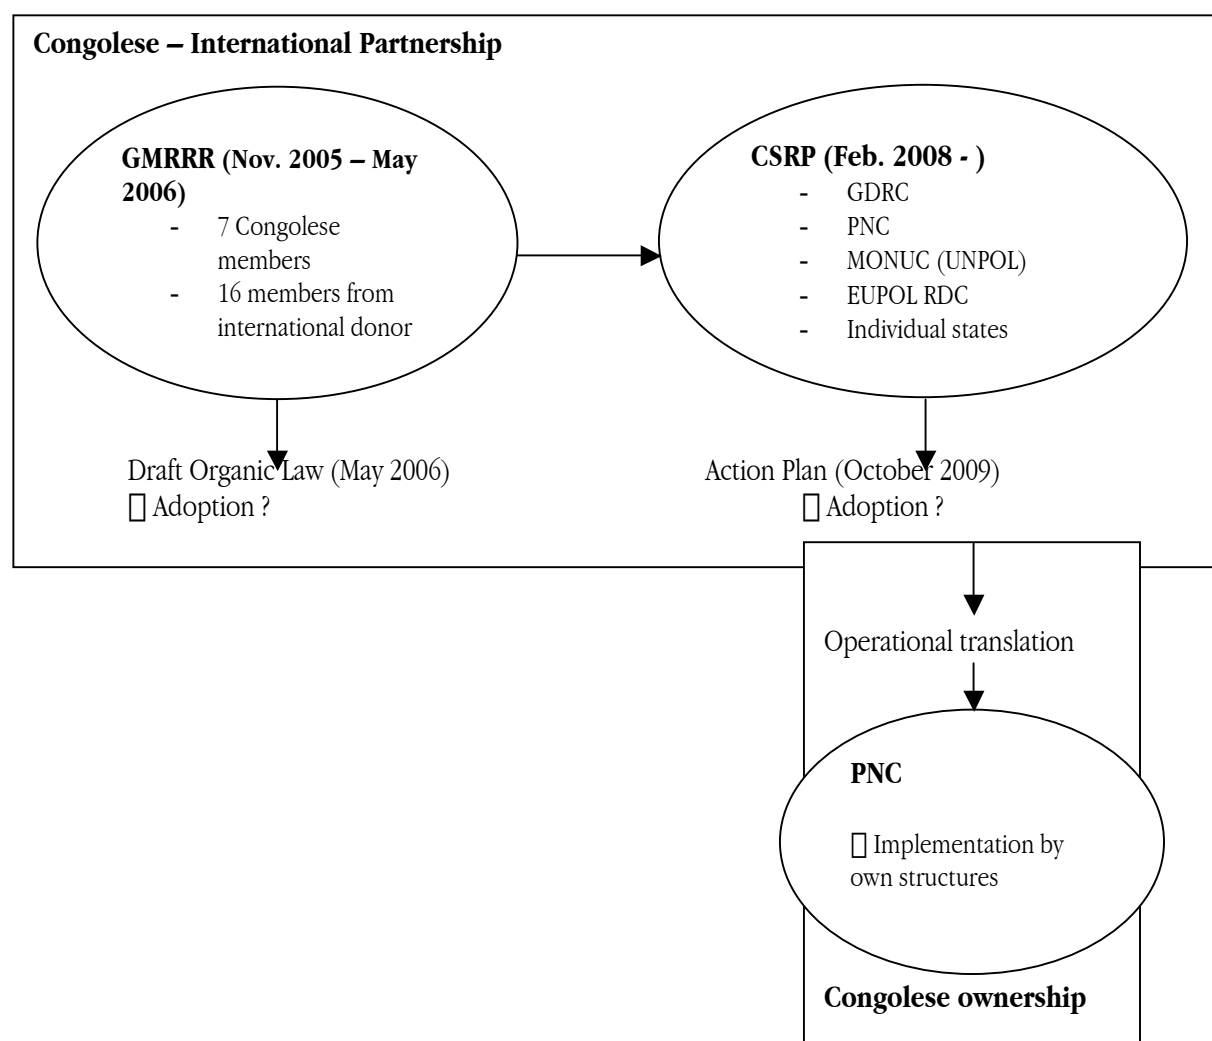 Congolese – International Partnership
GMRRR (Nov. 2005 – May
2006)
- 7 Congolese
members
- 16 members from
international donor
CSRP (Feb. 2008 - )
- GDRC
- PNC
- MONUC (UNPOL)
- EUPOL RDC
- Individual states
Draft Organic Law (May 2006)
▯ Adoption ?
Action Plan (October 2009)
▯ Adoption ?
Operational translation
PNC
▯ Implementation by
own structures
Congolese ownership